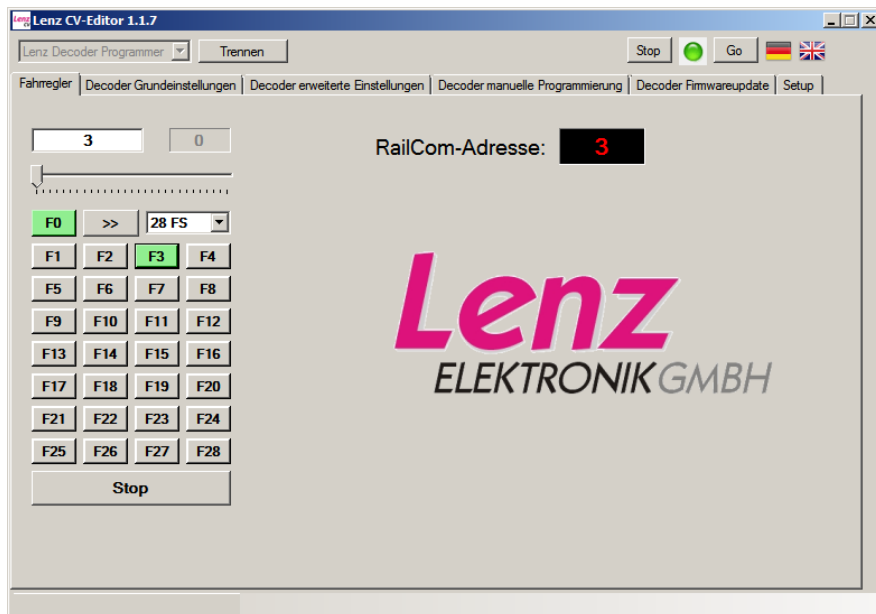 Lenz CV Lenz CV-Editor 1.1.7
Lenz Decoder Programmer Trennen Stop Go
Fahrregler Decoder Grundeinstellungen Decoder erweiterte Einstellungen Decoder manuelle Programmierung Decoder Firmwareupdate Setup
3 0 RailCom-Adresse: 3
F0 >> 28 FS
F1 F2 F3 F4
F5 F6 F7 F8
F9 F10 F11 F12
F13 F14 F15 F16
F17 F18 F19 F20
F21 F22 F23 F24
F25 F26 F27 F28
Stop
Lenz
ELEKTRONIK GMBH